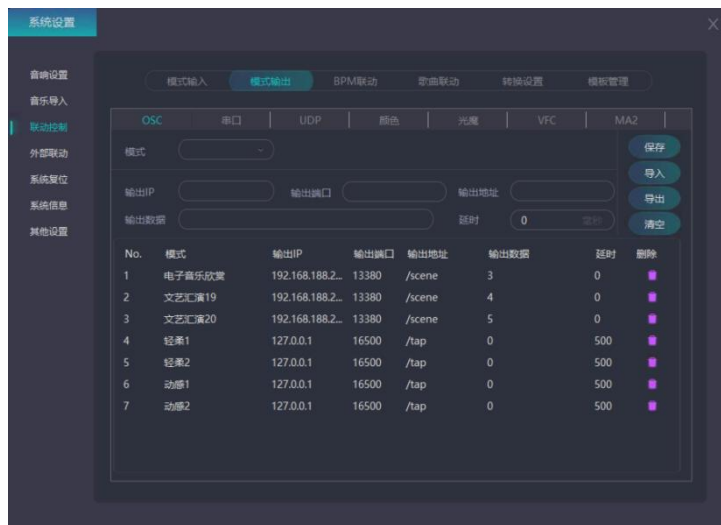 系统设置
X
音响设置
音乐导入
联动控制
外部联动
系统复位
系统信息
其他设置
模式输入 模式输出 BPM联动 歌曲联动 转换设置 模板管理
OSC 串口 UDP 颜色 光魔 VFC MA2
模式 保存
导入
输出IP 输出端口 输出地址
导出
输出数据 延时 0 毫秒 清空
No. 模式 输出IP 输出端口 输出地址 输出数据 延时 删除
1 电子音乐欣赏 192.168.188.2... 13380 /scene 3 0
2 文艺汇演19 192.168.188.2... 13380 /scene 4 0
3 文艺汇演20 192.168.188.2... 13380 /scene 5 0
4 轻柔1 127.0.0.1 16500 /tap 0 500
5 轻柔2 127.0.0.1 16500 /tap 0 500
6 动感1 127.0.0.1 16500 /tap 0 500
7 动感2 127.0.0.1 16500 /tap 0 500